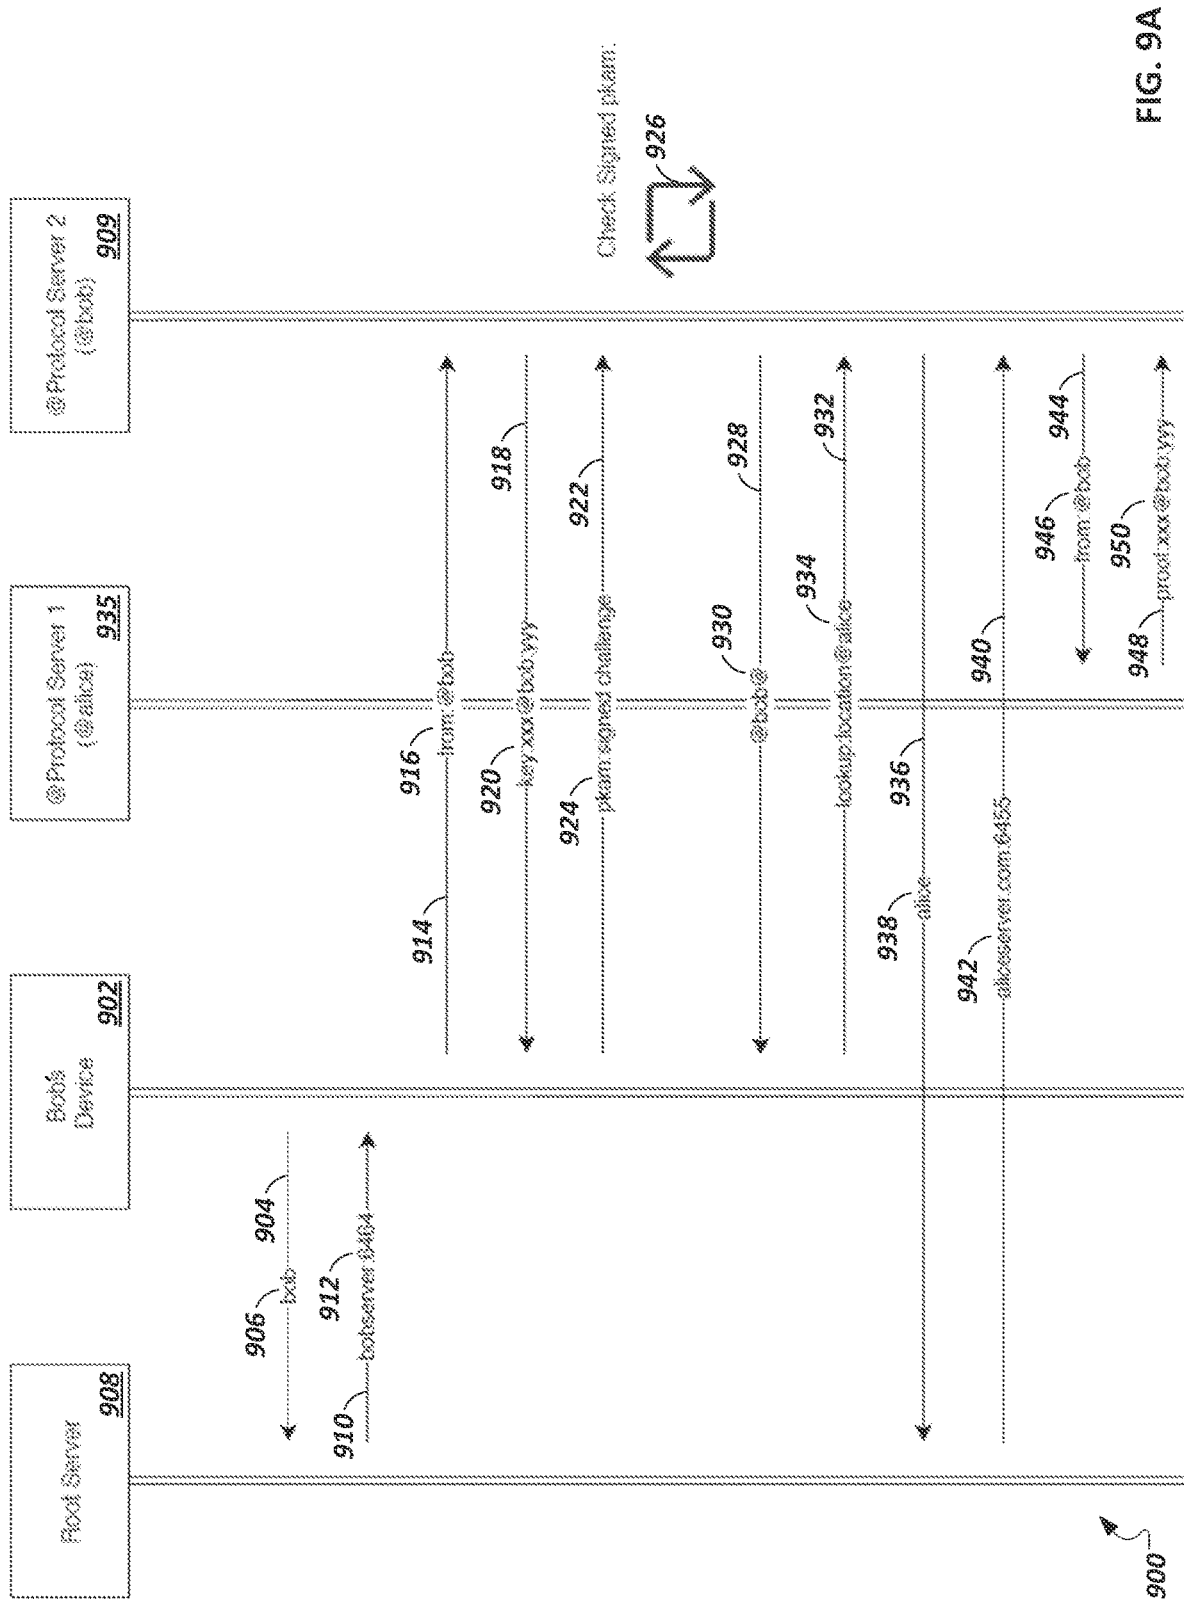 Root Server
908
Bob's
Device
902
@Protocol Server 1
(@alice)
935
@Protocol Server 2
(@bob)
909
904
906
bob
910
912
bobserver:6464
914
916
from:@bob
918
920
key:xxx@bob:yyy
922
924
pkam:signed challenge
Check Signed pkam:
926
928
930
@bob@
932
934
lookup:location@alice
936
938
alice
940
942
aliceserver.com:6455
944
946
from:@bob
948
950
proof:xxx@bob:yyy
900
FIG. 9A